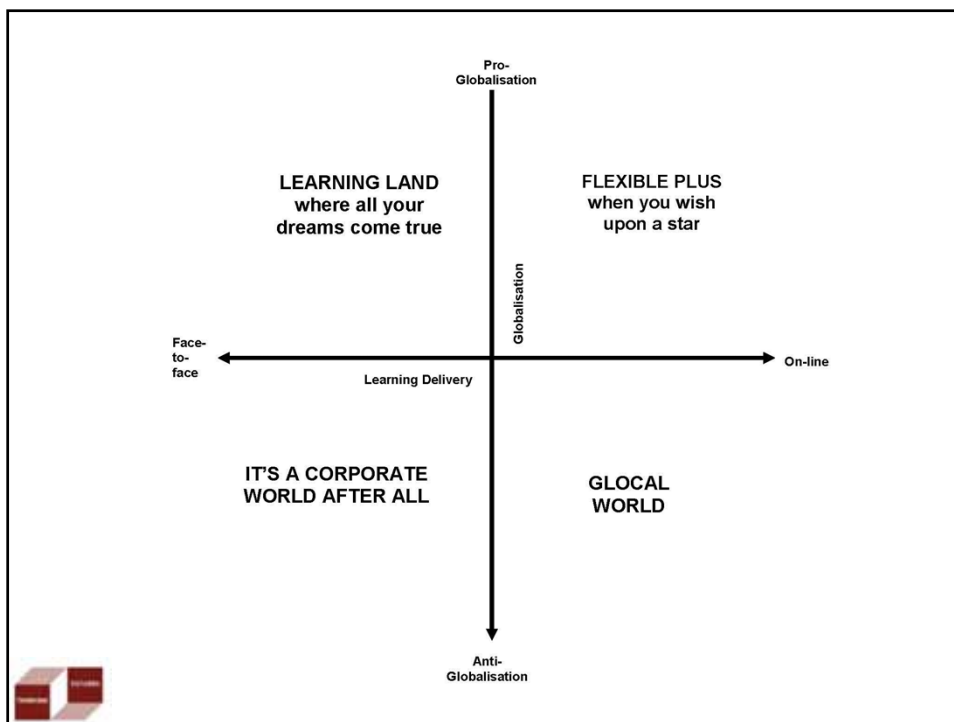 Pro-
Globalisation
LEARNING LAND
where all your
dreams come true
FLEXIBLE PLUS
when you wish
upon a star
Globalisation
Face-
to-
face
On-line
Learning Delivery
IT'S A CORPORATE
WORLD AFTER ALL
GLOCAL
WORLD
Anti-
Globalisation